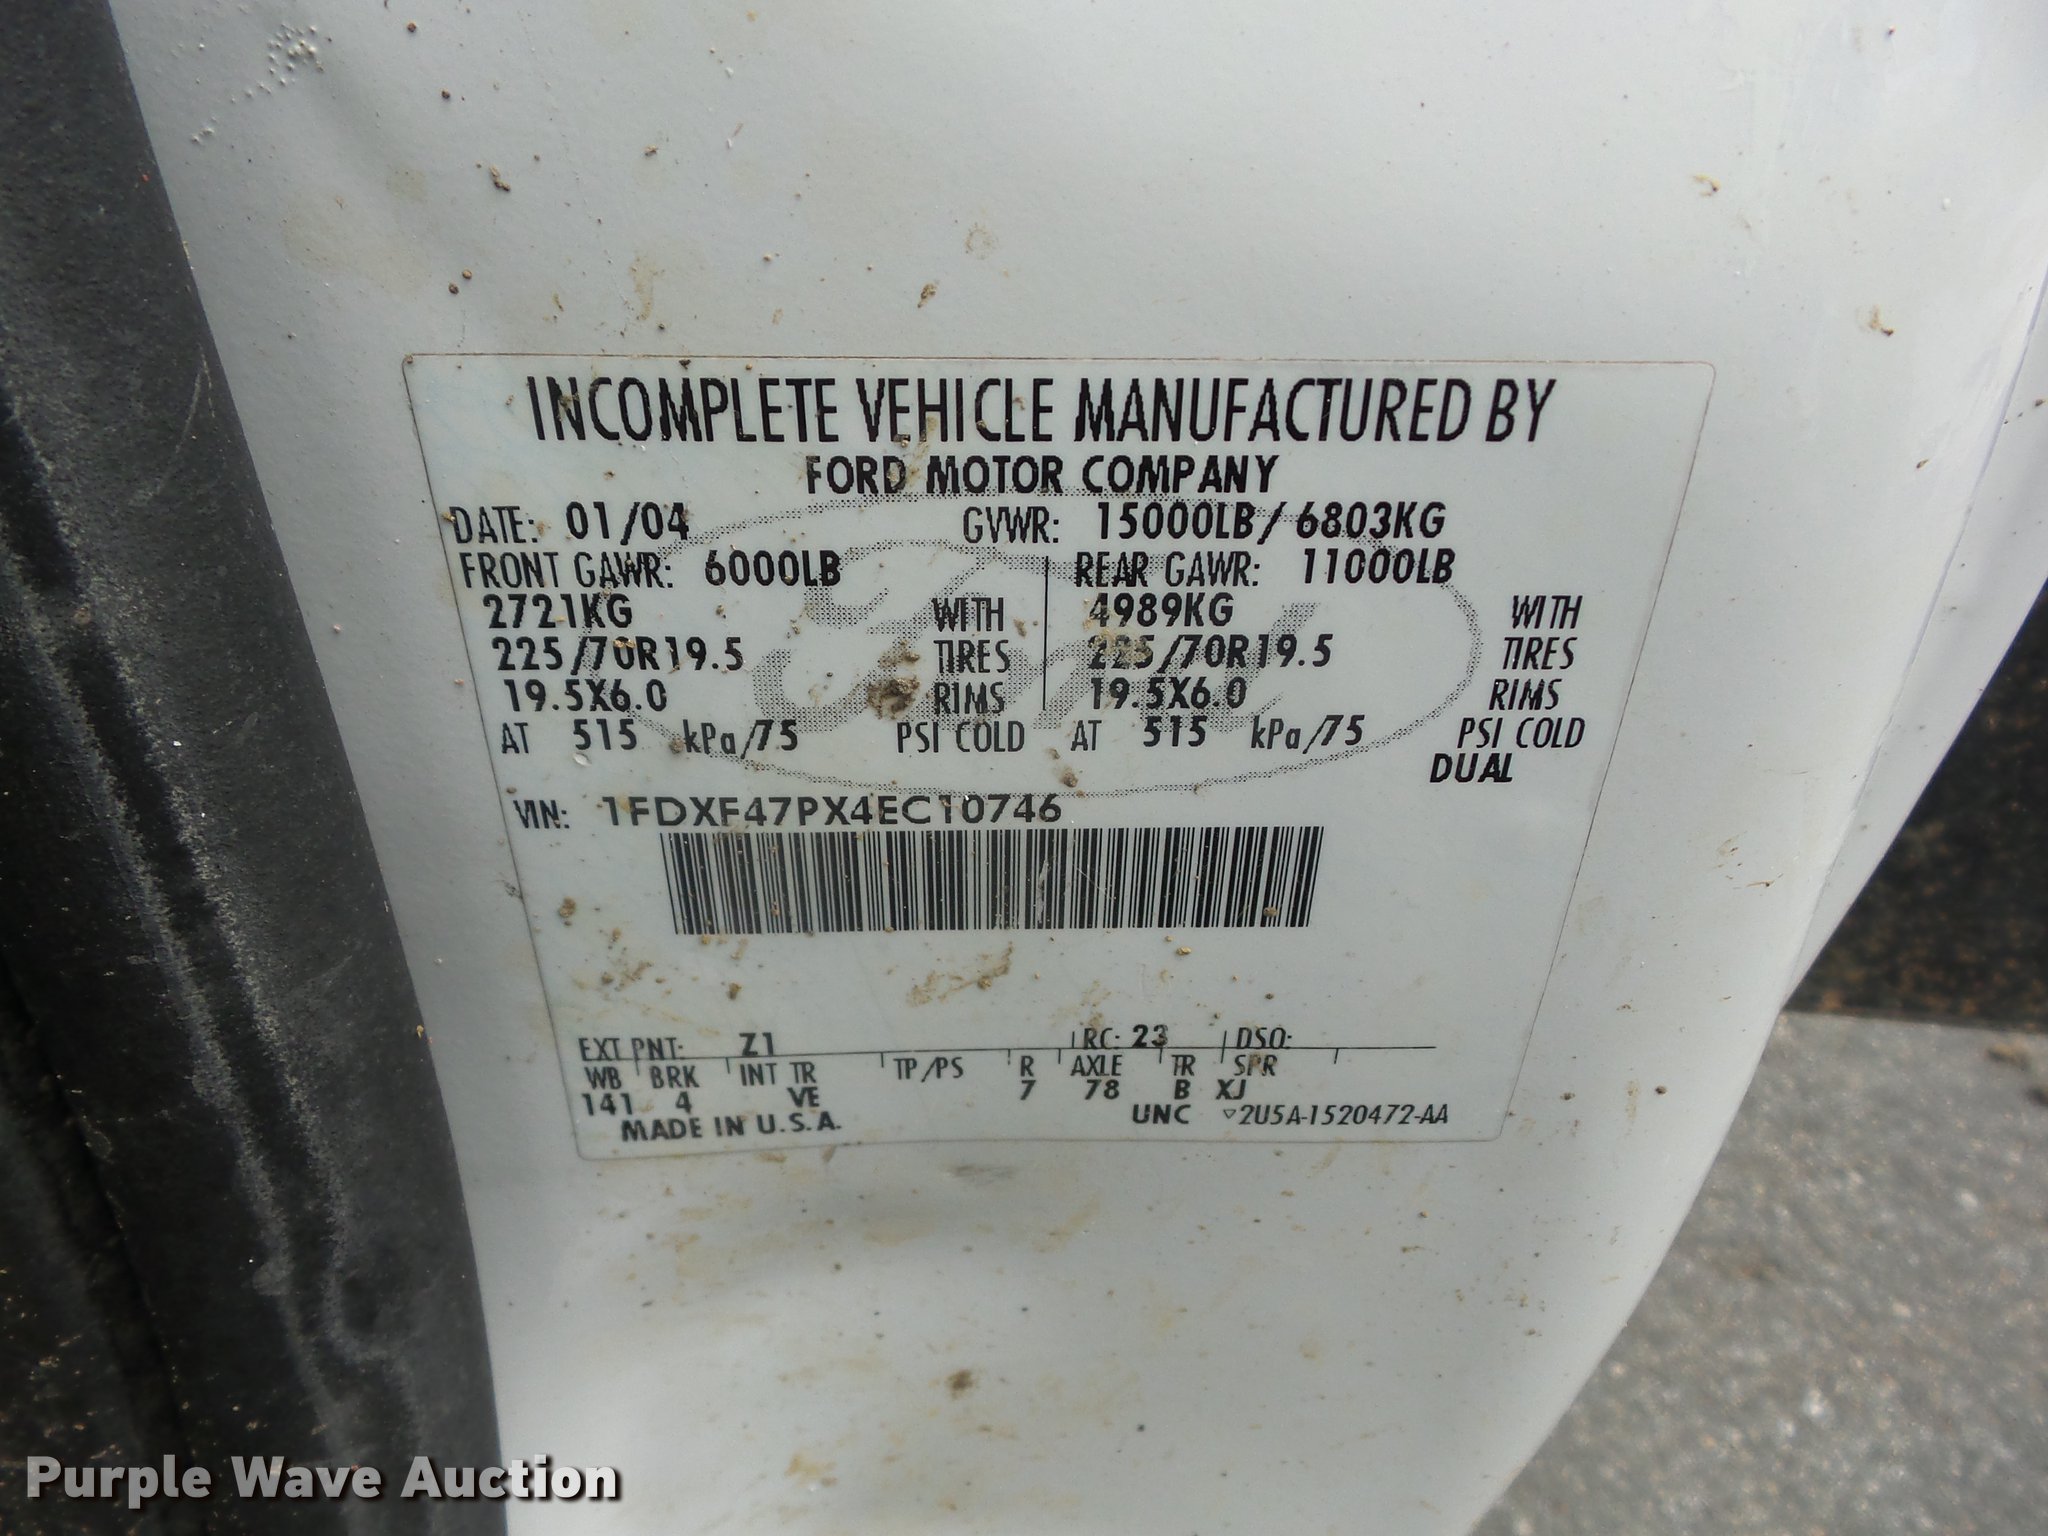 INCOMPLETE VEHICLE MANUFACTURED BY
FORD MOTOR COMPANY
DATE: 01/04 GVWR: 15000LB/ 6803KG
FRONT GAWR: 6000LB REAR GAWR: 11000LB
2721KG WITH 4989KG WITH
225/70R19.5 TIRES 225/70R19.5 TIRES
19.5X6.0 RIMS 19.5X6.0 RIMS
AT 515 kPa/75 PSI COLD AT 515 kPa/75 PSI COLD
DUAL
VIN: 1FDXF47PX4EC10746
EXT PNT: Z1 RC: 23 DSO:
WB BRK INT TR TP/PS R AXLE TR SPR
141 4 VE 7 78 B XJ
MADE IN U.S.A. UNC ▽2U5A-1520472-AA
Ford
Purple Wave Auction